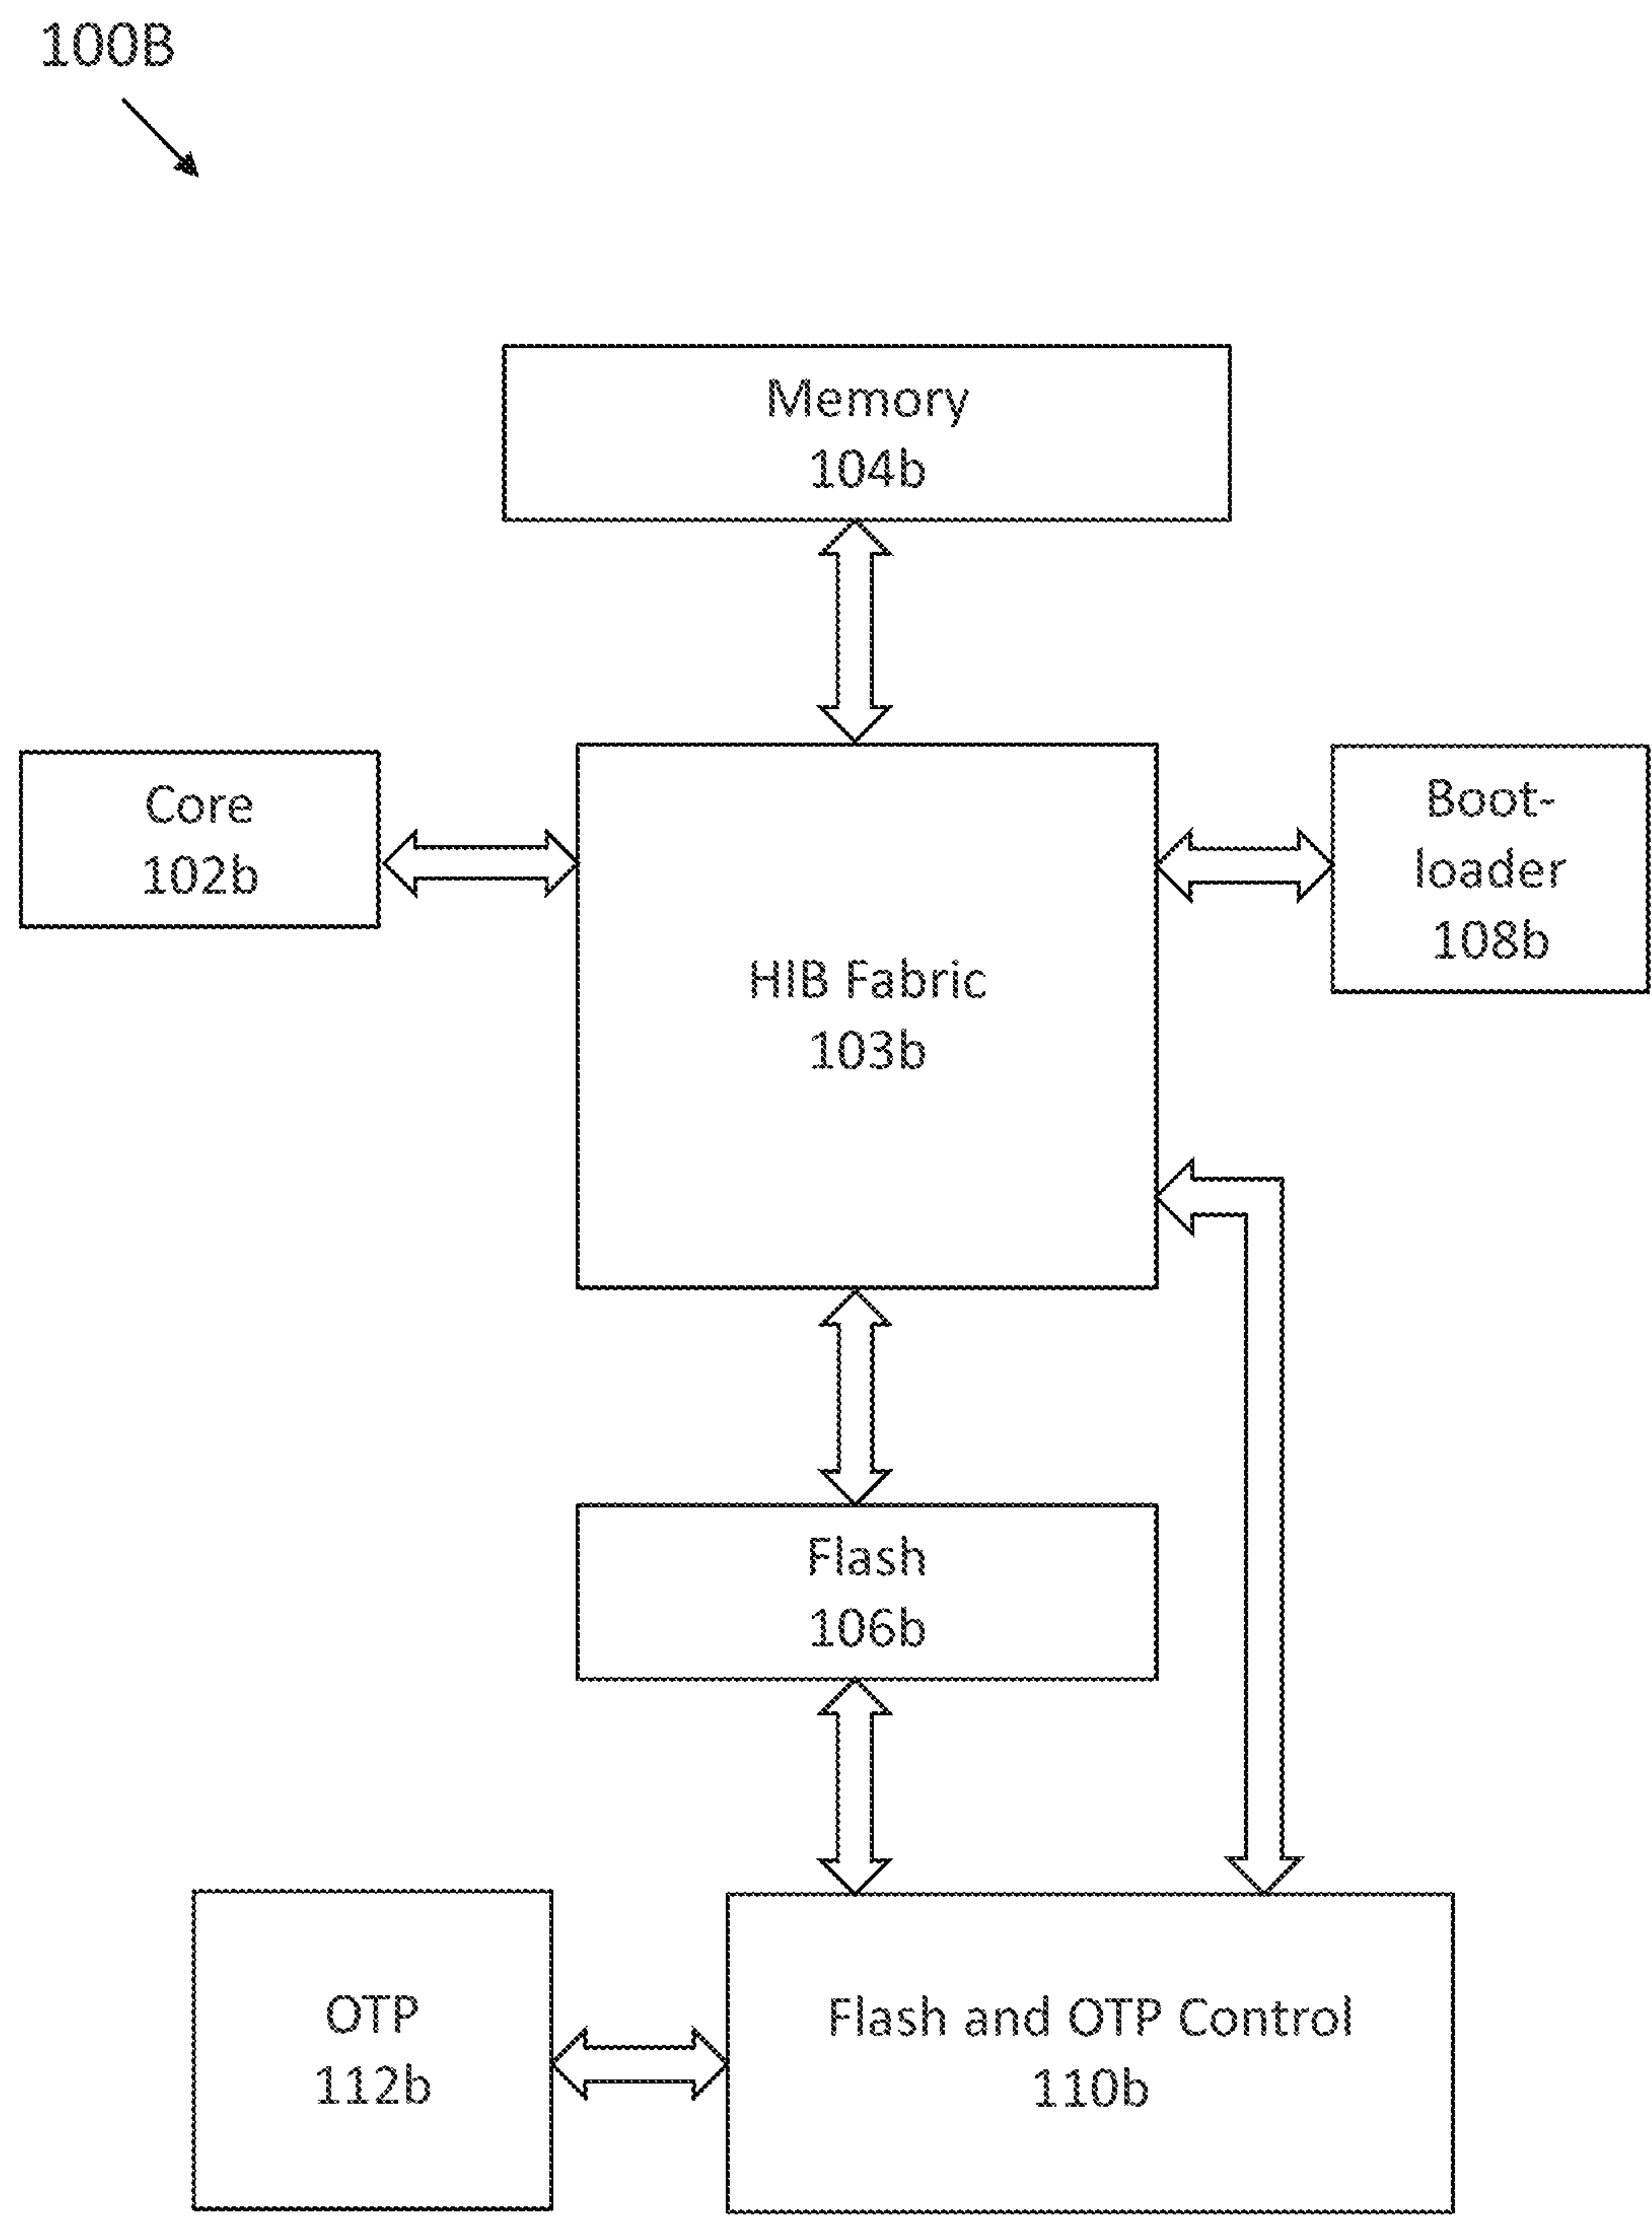 100B
Memory
104b
Core
102b
HIB Fabric
103b
Boot-
loader
108b
Flash
106b
OTP
112b
Flash and OTP Control
110b